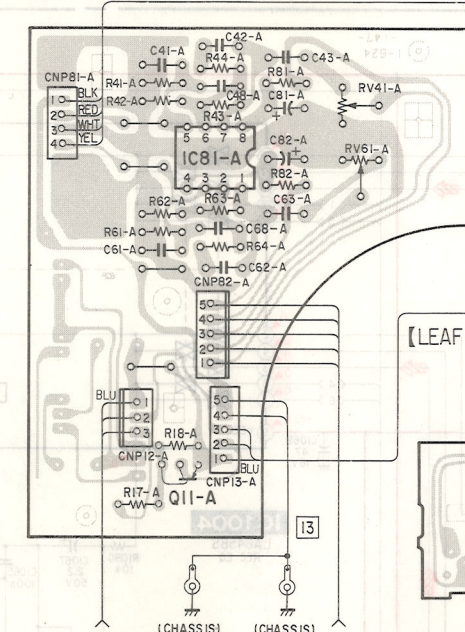 C42-A
C41-A
R44-A
C43-A
CNP81-A
R41-A
C48-A
R81-A
RV41-A
1 BLK
R42-A
R43-A
C81-A
2 RED
+
3 WHT
5 6 7 8
C82-A
4 YEL
IC81-A
+
RV61-A
4 3 2 1
R82-A
R62-A
R63-A
C63-A
R61-A
C68-A
C61-A
R64-A
C62-A
CNP82-A
5
4
3
2
1
【LEAF
BLU
1
2
3
5
4
3
2
1
BLU
R18-A
CNP12-A
CNP13-A
R17-A
Q11-A
IC1004
13
(CHASSIS)
(CHASSIS)